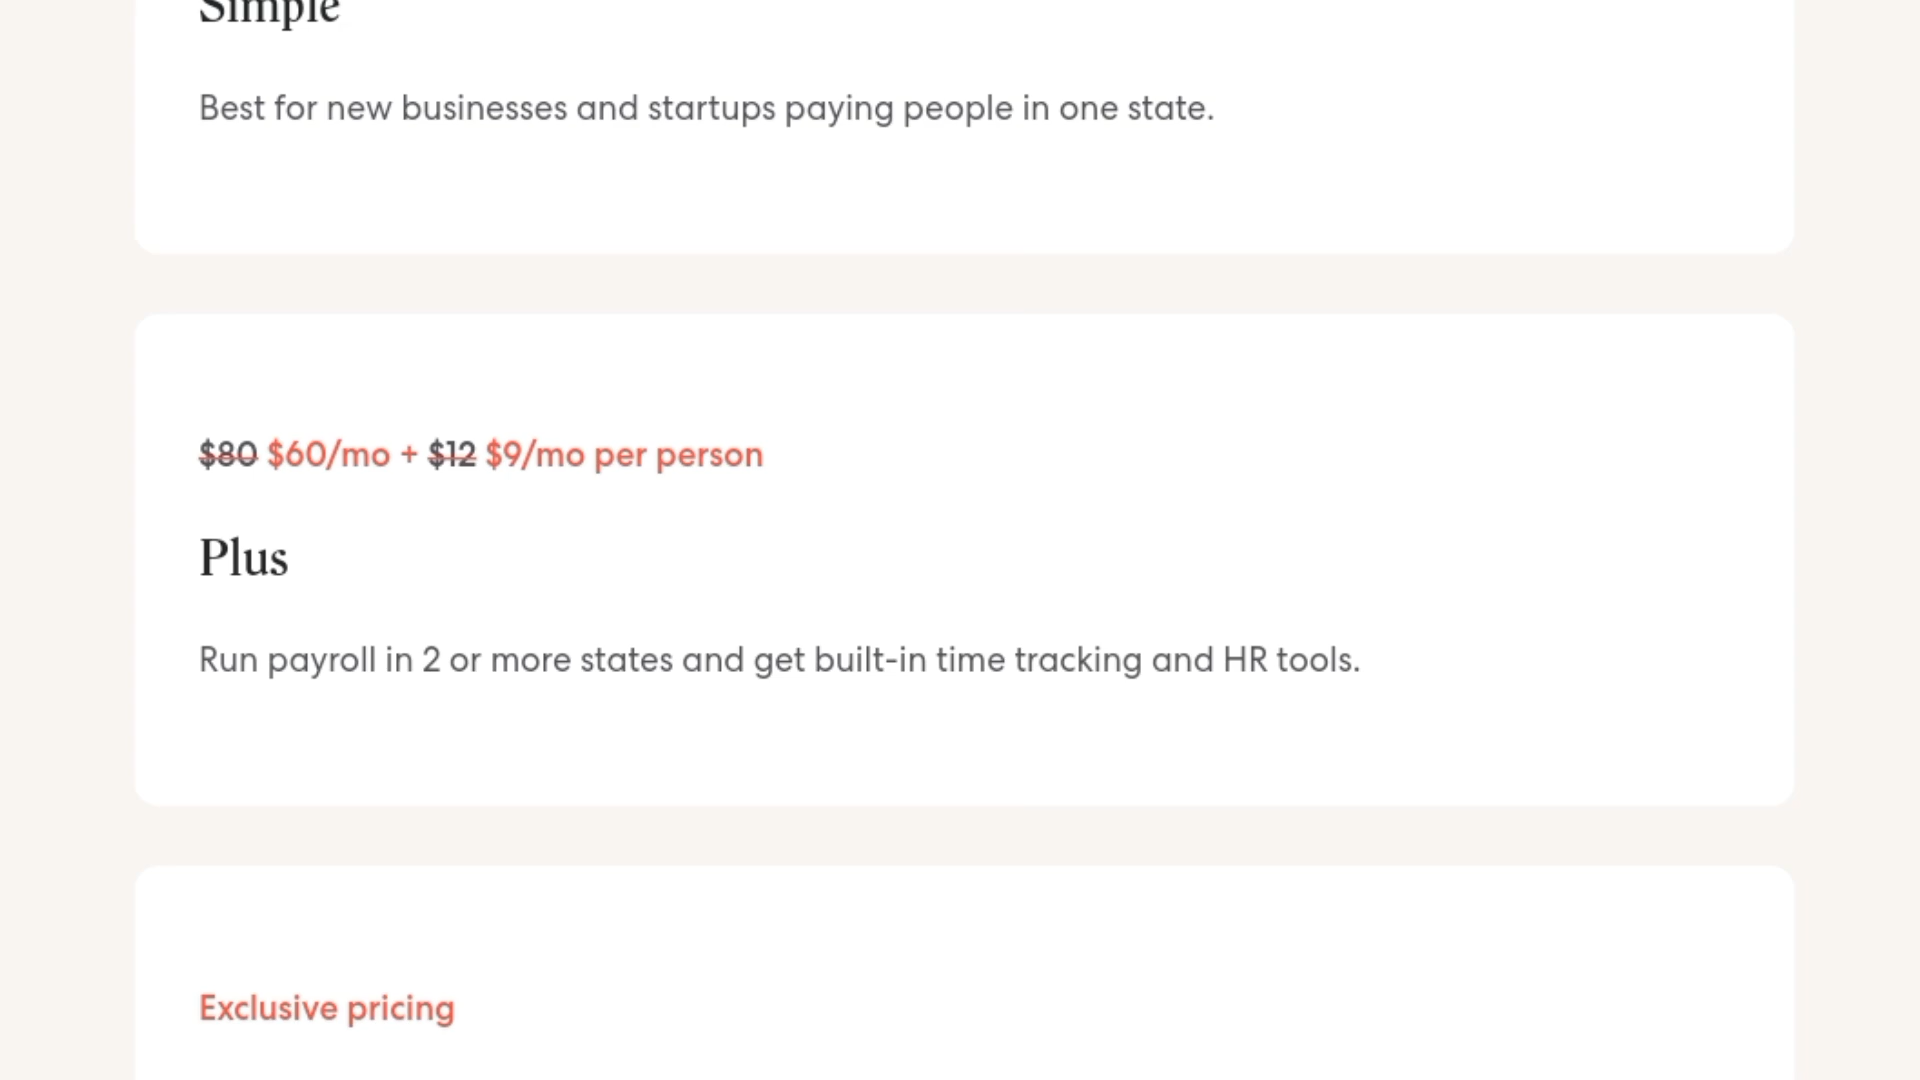 Simple
Best for new businesses and startups paying people in one state.
$80 $60/mo + $12 $9/mo per person
Plus
Run payroll in 2 or more states and get built-in time tracking and HR tools.
Exclusive pricing